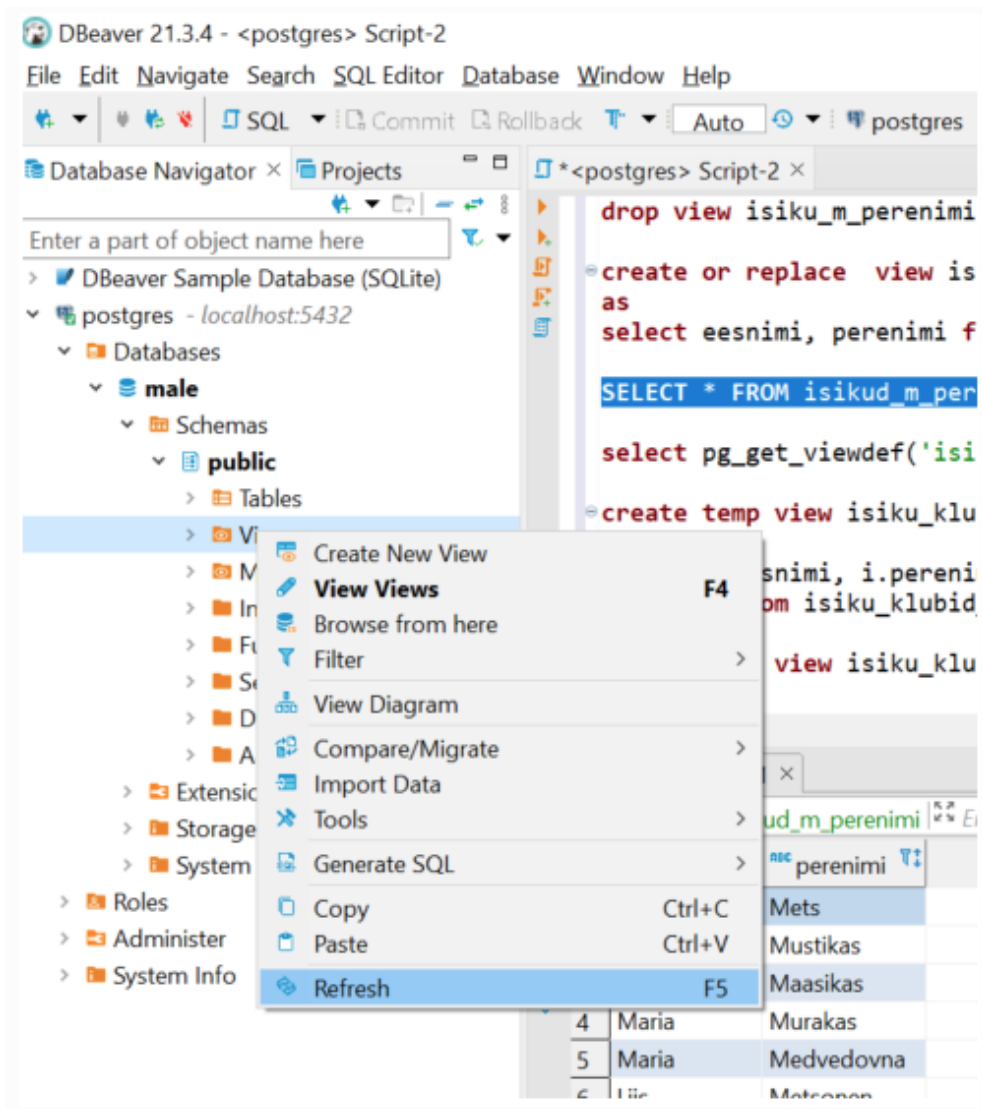 DBeaver 21.3.4 - <postgres> Script-2
File Edit Navigate Search SQL Editor Database Window Help
SQL Commit Rollback Auto postgres
Database Navigator Projects
Enter a part of object name here
DBeaver Sample Database (SQLite)
postgres - localhost:5432
Databases
male
Schemas
public
Tables
Vi
M
In
Fu
Se
D
A
Extensic
Storage
System
Roles
Administer
System Info
Create New View
View Views F4
Browse from here
Filter
View Diagram
Compare/Migrate
Import Data
Tools
Generate SQL
Copy Ctrl+C
Paste Ctrl+V
Refresh F5
*<postgres> Script-2
drop view isiku_m_perenimi
create or replace  view is
as
select eesnimi, perenimi f
SELECT * FROM isikud_m_per
select pg_get_viewdef('isi
create temp view isiku_klu
snimi, i.pereni
om isiku_klubid_
view isiku_klu
ud_m_perenimi
ABC perenimi
Mets
Mustikas
Maasikas
4 Maria Murakas
5 Maria Medvedovna